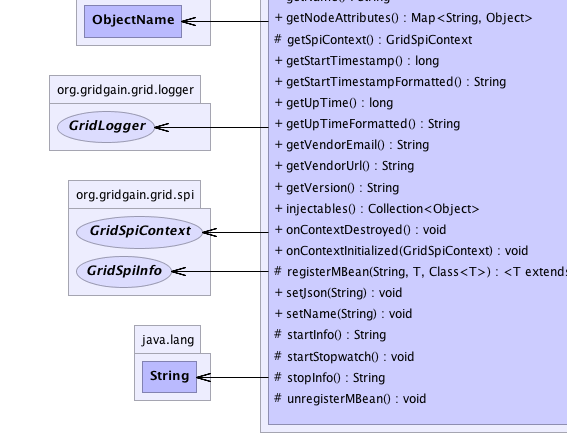 ObjectName
org.gridgain.grid.logger
GridLogger
org.gridgain.grid.spi
GridSpiContext
GridSpiInfo
java.lang
String
+ getNodeAttributes() : Map<String, Object>
# getSpiContext() : GridSpiContext
+ getStartTimestamp() : long
+ getStartTimestampFormatted() : String
+ getUpTime() : long
+ getUpTimeFormatted() : String
+ getVendorEmail() : String
+ getVendorUrl() : String
+ getVersion() : String
+ injectables() : Collection<Object>
+ onContextDestroyed() : void
+ onContextInitialized(GridSpiContext) : void
# registerMBean(String, T, Class<T>) : <T extends
+ setJson(String) : void
+ setName(String) : void
# startInfo() : String
# startStopwatch() : void
# stopInfo() : String
# unregisterMBean() : void